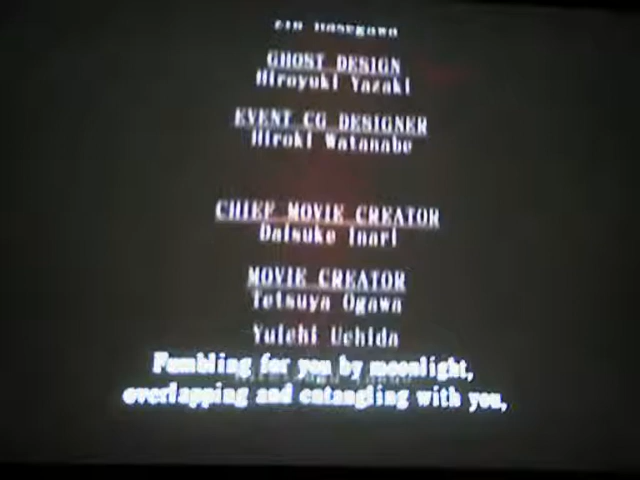 Hasegawa
GHOST DESIGN
Hiroyuki Yazaki
EVENT CG DESIGNER
Hiroki Watanabe
CHIEF MOVIE CREATOR
Daisuke Inari
MOVIE CREATOR
Tetsuya Ogawa
Yuichi Uchida
Fumbling for you by moonlight,
overlapping and entangling with you,